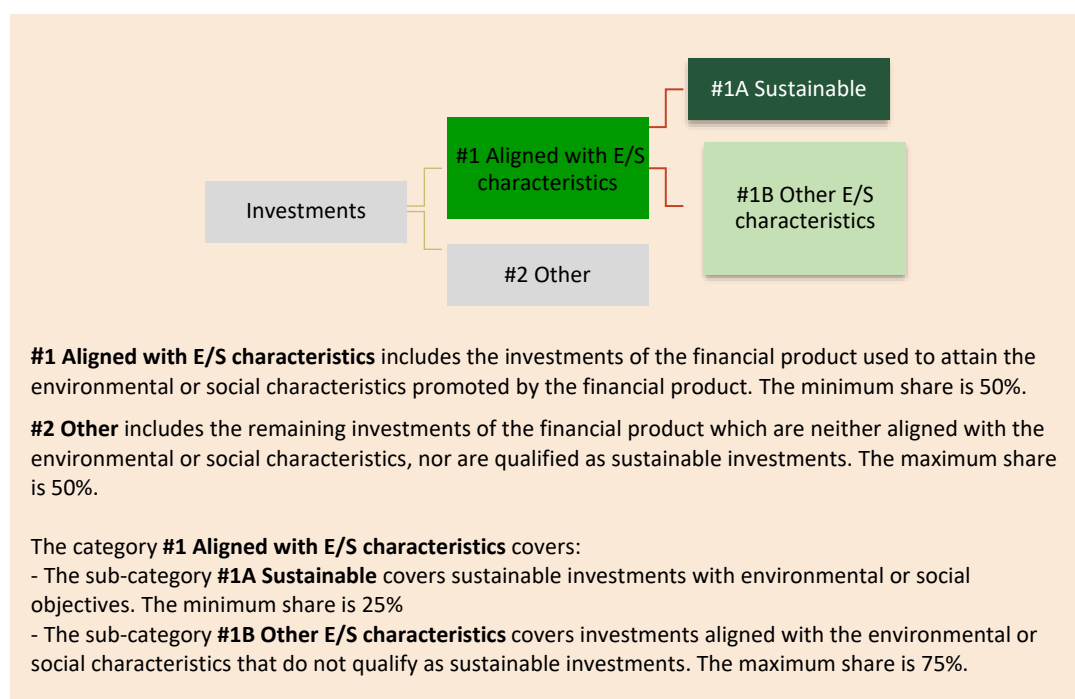 #1A Sustainable
#1 Aligned with E/S
characteristics
#1B Other E/S
characteristics
Investments
#2 Other
#1 Aligned with E/S characteristics includes the investments of the financial product used to attain the
environmental or social characteristics promoted by the financial product. The minimum share is 50%.
#2 Other includes the remaining investments of the financial product which are neither aligned with the
environmental or social characteristics, nor are qualified as sustainable investments. The maximum share
is 50%.
The category #1 Aligned with E/S characteristics covers:
- The sub-category #1A Sustainable covers sustainable investments with environmental or social
objectives. The minimum share is 25%
- The sub-category #1B Other E/S characteristics covers investments aligned with the environmental or
social characteristics that do not qualify as sustainable investments. The maximum share is 75%.